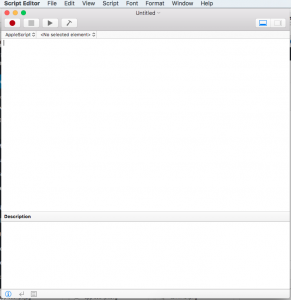 Script Editor File Edit View Script Font Format Window Help
Untitled
AppleScript <No selected element>
Description